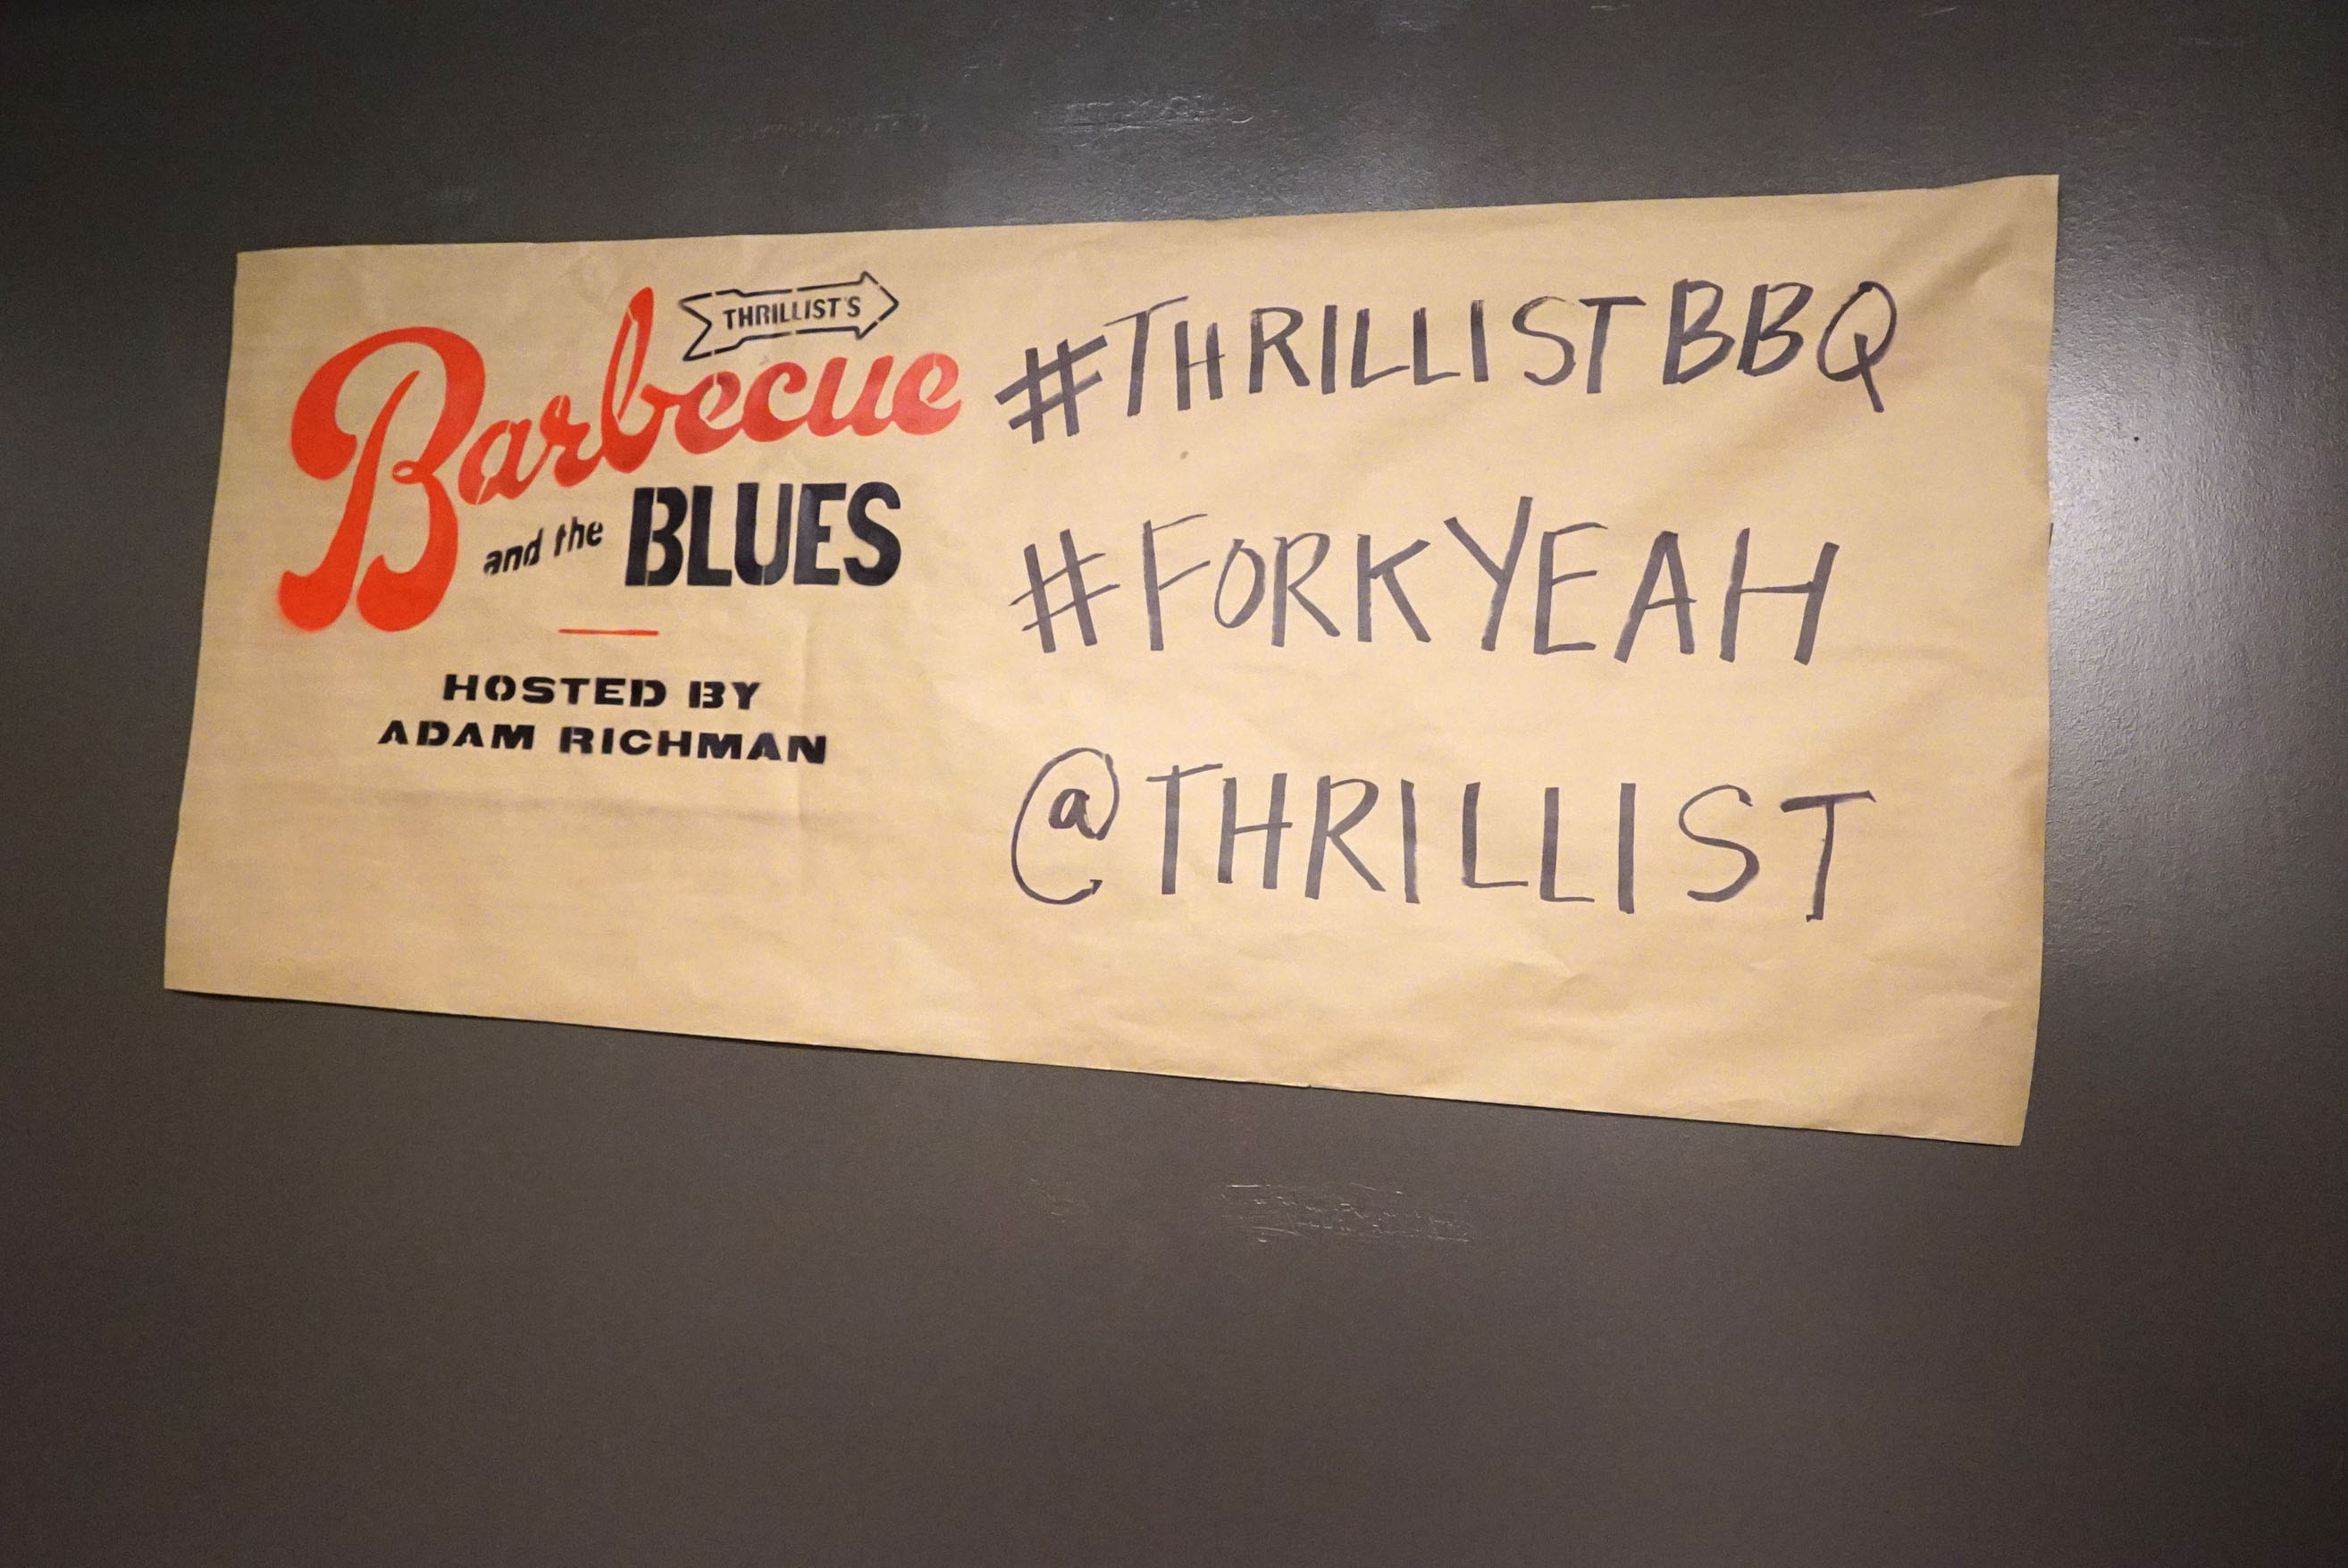 THRILLIST'S
Barbecue
and the BLUES
HOSTED BY
ADAM RICHMAN
#THRILLISTBBQ
#FORKYEAH
@THRILLIST